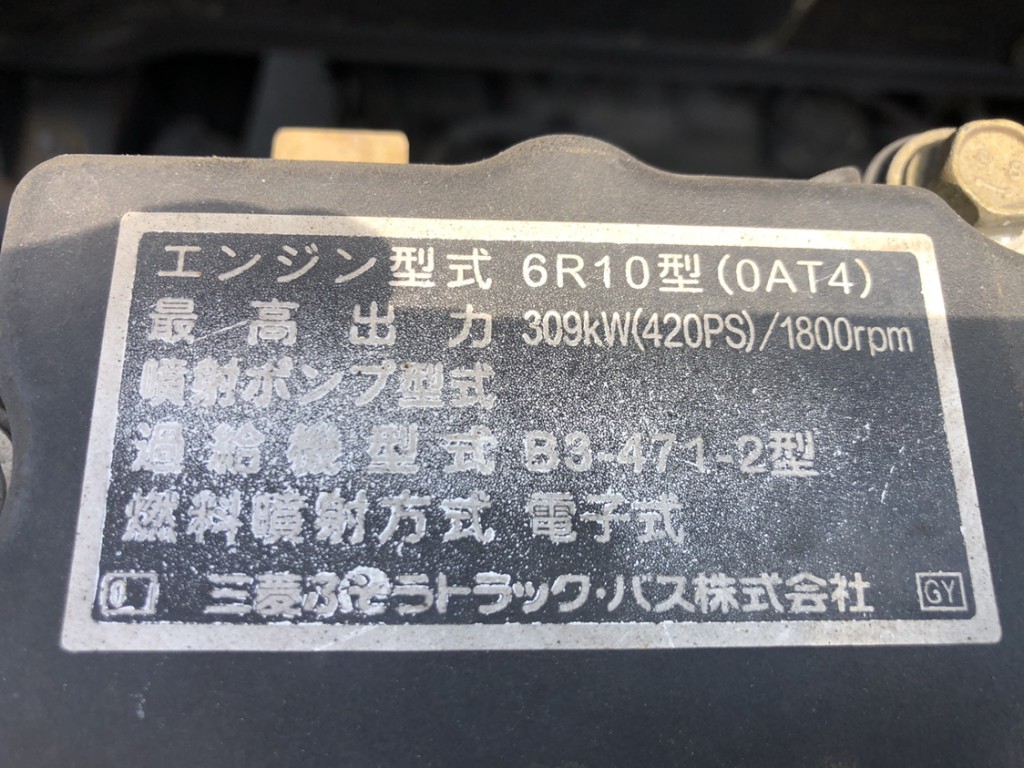 エンジン型式 6R10型(0AT4)
最高出力 309kW(420PS)/1800rpm
噴射ポンプ型式
過給機型式 B3-471-2型
燃料噴射方式 電子式
三菱ふそうトラック・バス株式会社 GY